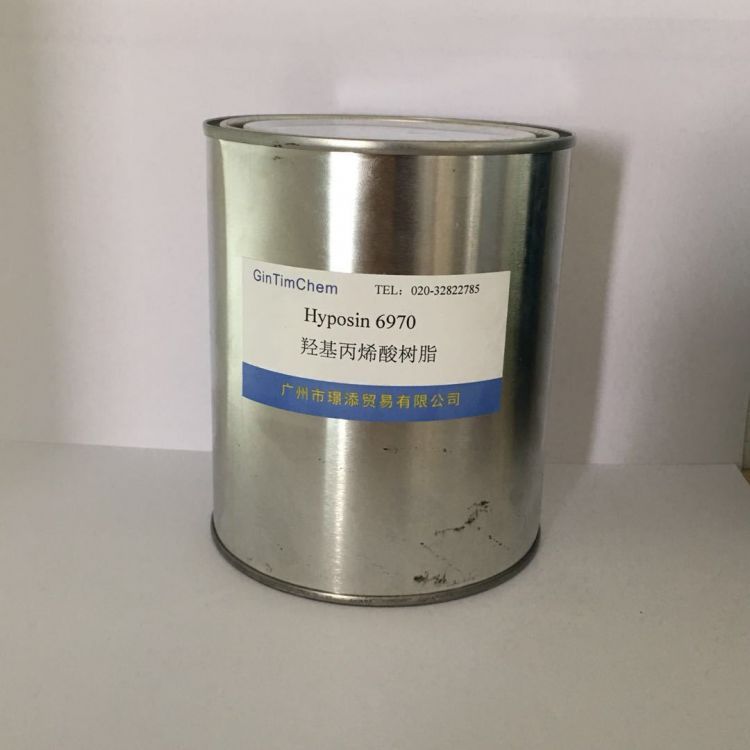 GinTimChem TEL：020-32822785
Hyposin 6970
羟基丙烯酸树脂
广州市璟添贸易有限公司